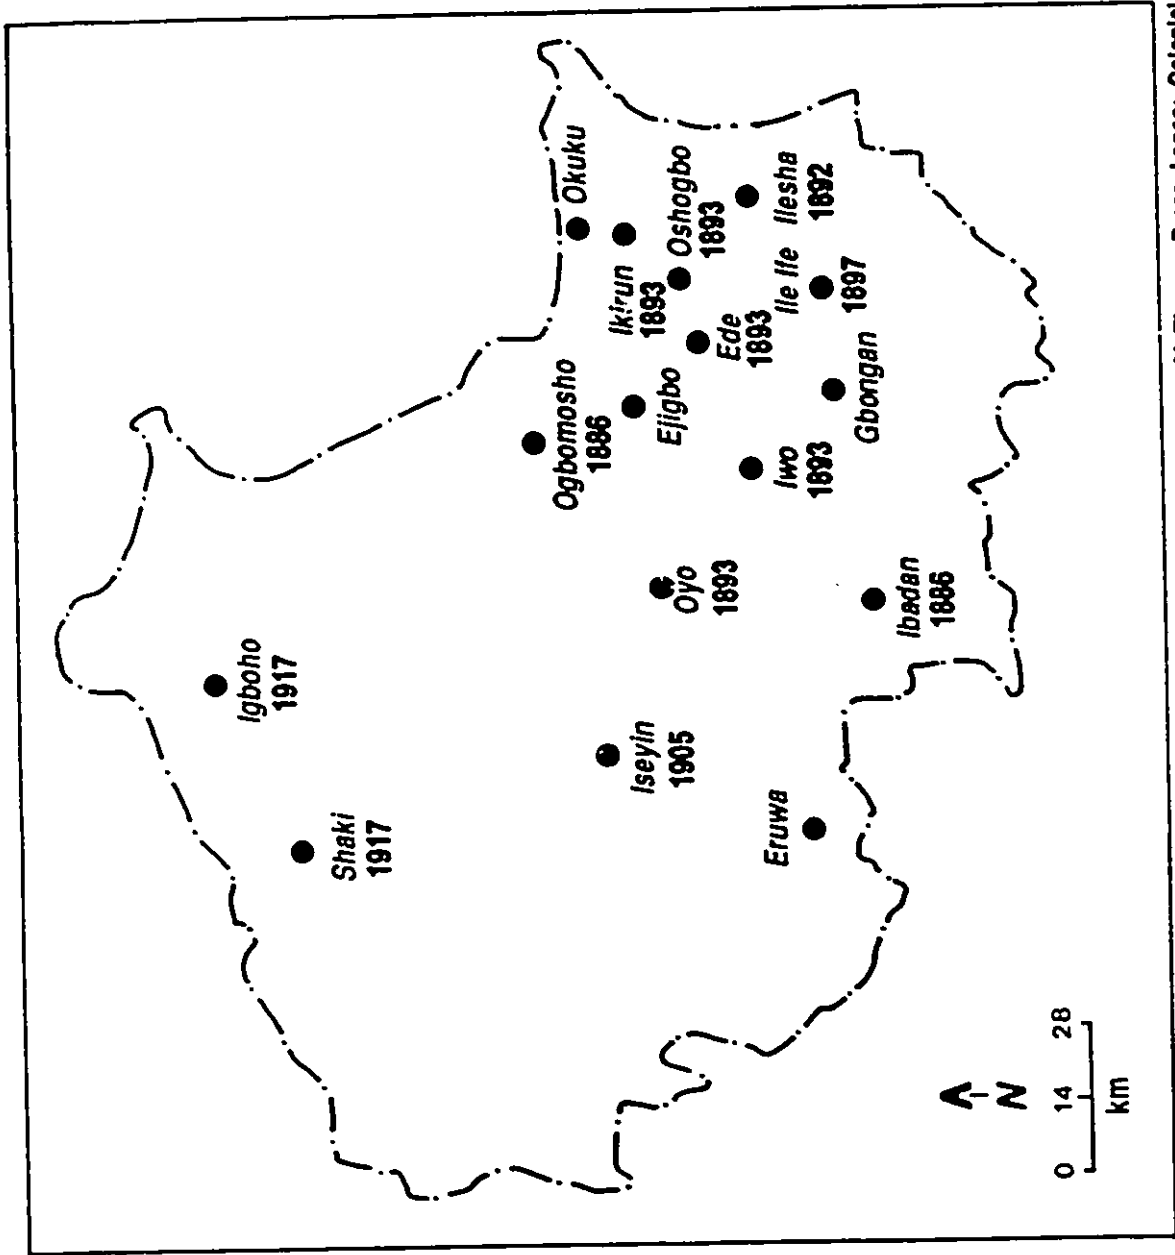 Igboho
1917
Shaki
1917
Okuku
Ikirun
1893
Oshogbo
1893
Ogbomosho
1886
Ejigbo
Ede
1893
Ilesha
1892
Ile Ife
1897
Gbongan
Iwo
1893
Oyo
1893
Iseyin
1905
Ibadan
1886
Eruwa
N
0 14 28
km